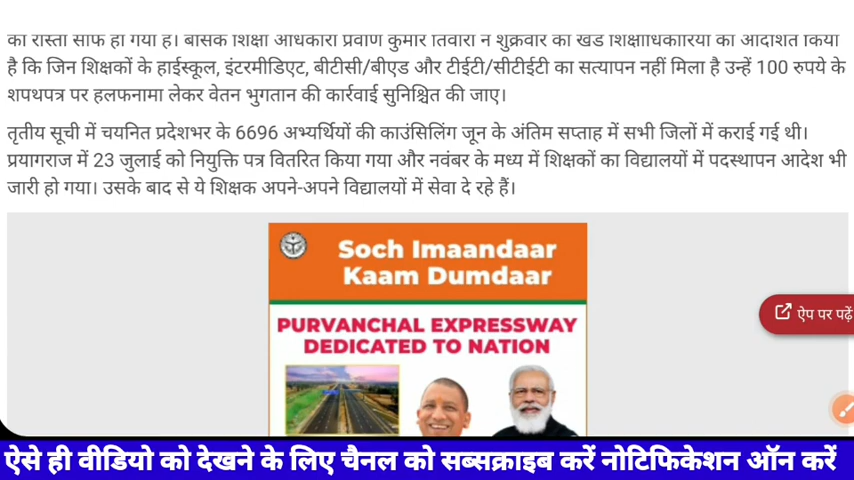 का रास्ता साफ हो गया है। बेसिक शिक्षा अधिकारी प्रवीण कुमार तिवारी ने शुक्रवार को खंड शिक्षाधिकारियों को आदेशित किया
है कि जिन शिक्षकों के हाईस्कूल, इंटरमीडिएट, बीटीसी/बीएड और टीईटी/सीटीईटी का सत्यापन नहीं मिला है उन्हें 100 रुपये के
शपथपत्र पर हलफनामा लेकर वेतन भुगतान की कार्रवाई सुनिश्चित की जाए।
तृतीय सूची में चयनित प्रदेशभर के 6696 अभ्यर्थियों की काउंसिलिंग जून के अंतिम सप्ताह में सभी जिलों में कराई गई थी।
प्रयागराज में 23 जुलाई को नियुक्ति पत्र वितरित किया गया और नवंबर के मध्य में शिक्षकों का विद्यालयों में पदस्थापन आदेश भी
जारी हो गया। उसके बाद से ये शिक्षक अपने-अपने विद्यालयों में सेवा दे रहे हैं।
Soch Imaandaar
Kaam Dumdaar
PURVANCHAL EXPRESSWAY
DEDICATED TO NATION
ऐप पर पढ़ें
ऐसे ही वीडियो को देखने के लिए चैनल को सब्सक्राइब करें नोटिफिकेशन ऑन करें